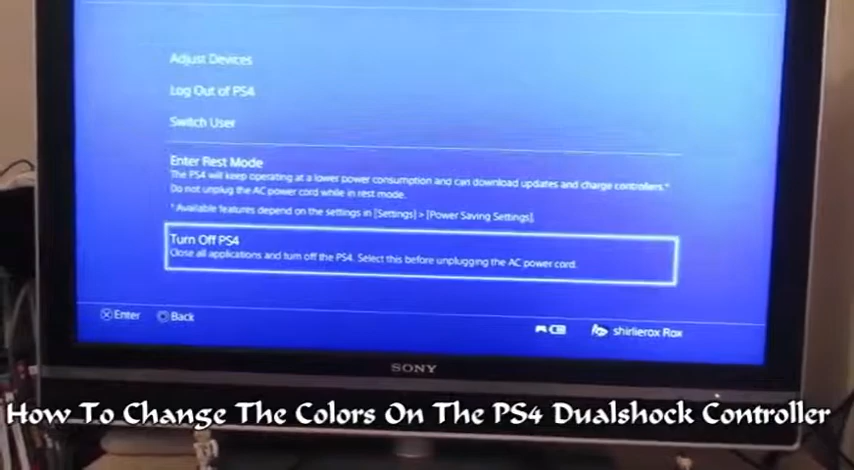 Adjust Devices
Log Out of PS4
Switch User
Enter Rest Mode
The PS4 will keep operating at a lower power consumption and can download updates and charge controllers.*
Do not unplug the AC power cord while in rest mode.
* Available features depend on the settings in [Settings] > [Power Saving Settings].
Turn Off PS4
Close all applications and turn off the PS4. Select this before unplugging the AC power cord.
Enter Back shirlierox Rox
SONY
How To Change The Colors On The PS4 Dualshock Controller